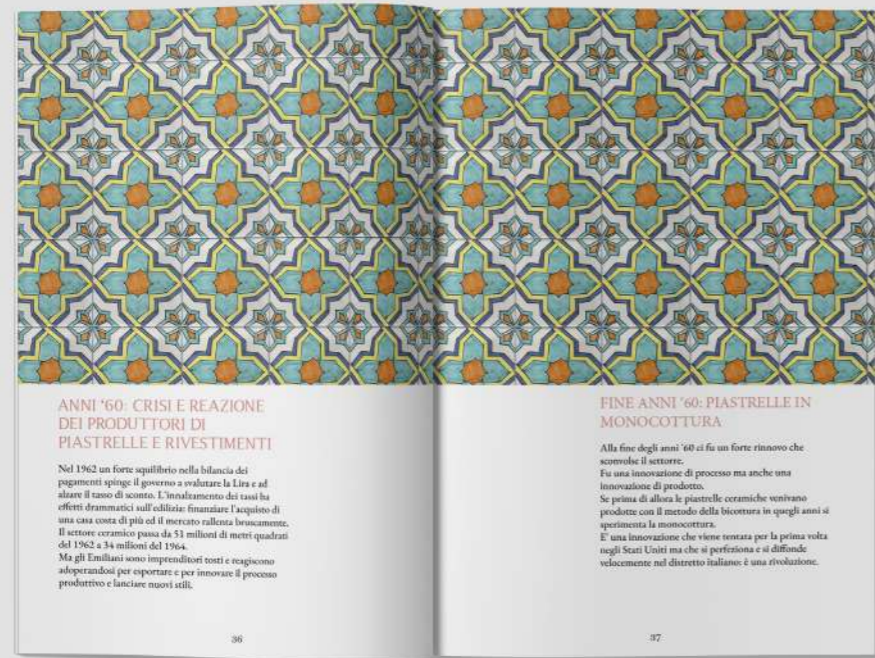 ANNI ‘60: CRISI E REAZIONE
DEI PRODUTTORI DI
PIASTRELLE E RIVESTIMENTI
Nel 1962 un forte squilibrio nella bilancia dei
pagamenti spinge il governo a svalutare la Lira e ad
alzare il tasso di sconto. L'innalzamento dei tassi ha
effetti drammatici sull'edilizia: finanziare l'acquisto di
una casa costa di più ed il mercato rallenta bruscamente.
Il settore ceramico passa da 51 milioni di metri quadrati
del 1962 a 34 milioni del 1964.
Ma gli Emiliani sono imprenditori tosti e reagiscono
adoperandosi per esportare e per innovare il processo
produttivo e lanciare nuovi stili.
36
FINE ANNI ‘60: PIASTRELLE IN
MONOCOTTURA
Alla fine degli anni ‘60 ci fu un forte rinnovo che
sconvolse il settorre.
Fu una innovazione di processo ma anche una
innovazione di prodotto.
Se prima di allora le piastrelle ceramiche venivano
prodotte con il metodo della bicottura in quegli anni si
sperimenta la monocottura.
E' una innovazione che viene tentata per la prima volta
negli Stati Uniti ma che si perfeziona e si diffonde
velocemente nel distretto italiano: è una rivoluzione.
37